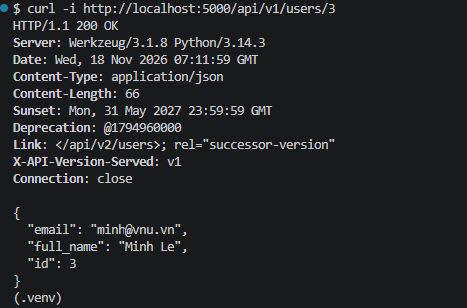 $ curl -i http://localhost:5000/api/v1/users/3
HTTP/1.1 200 OK
Server: Werkzeug/3.1.8 Python/3.14.3
Date: Wed, 18 Nov 2026 07:11:59 GMT
Content-Type: application/json
Content-Length: 66
Sunset: Mon, 31 May 2027 23:59:59 GMT
Deprecation: @1794960000
Link: </api/v2/users>; rel="successor-version"
X-API-Version-Served: v1
Connection: close

{
  "email": "minh@vnu.vn",
  "full_name": "Minh Le",
  "id": 3
}
(.venv)